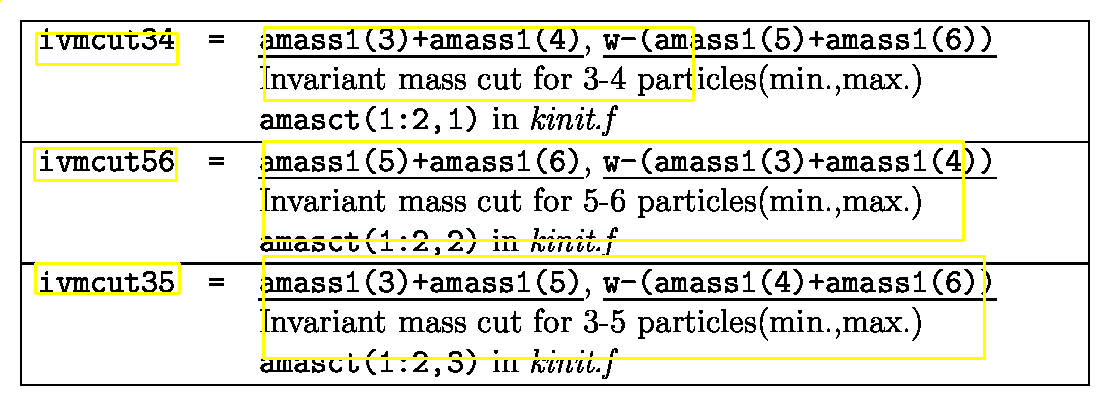 ivmcut34 = amass1(3)+amass1(4), w-(amass1(5)+amass1(6))
Invariant mass cut for 3-4 particles(min.,max.)
amasct(1:2,1) in kinit.f
ivmcut56 = amass1(5)+amass1(6), w-(amass1(3)+amass1(4))
Invariant mass cut for 5-6 particles(min.,max.)
amasct(1:2,2) in kinit.f
ivmcut35 = amass1(3)+amass1(5), w-(amass1(4)+amass1(6))
Invariant mass cut for 3-5 particles(min.,max.)
amasct(1:2,3) in kinit.f